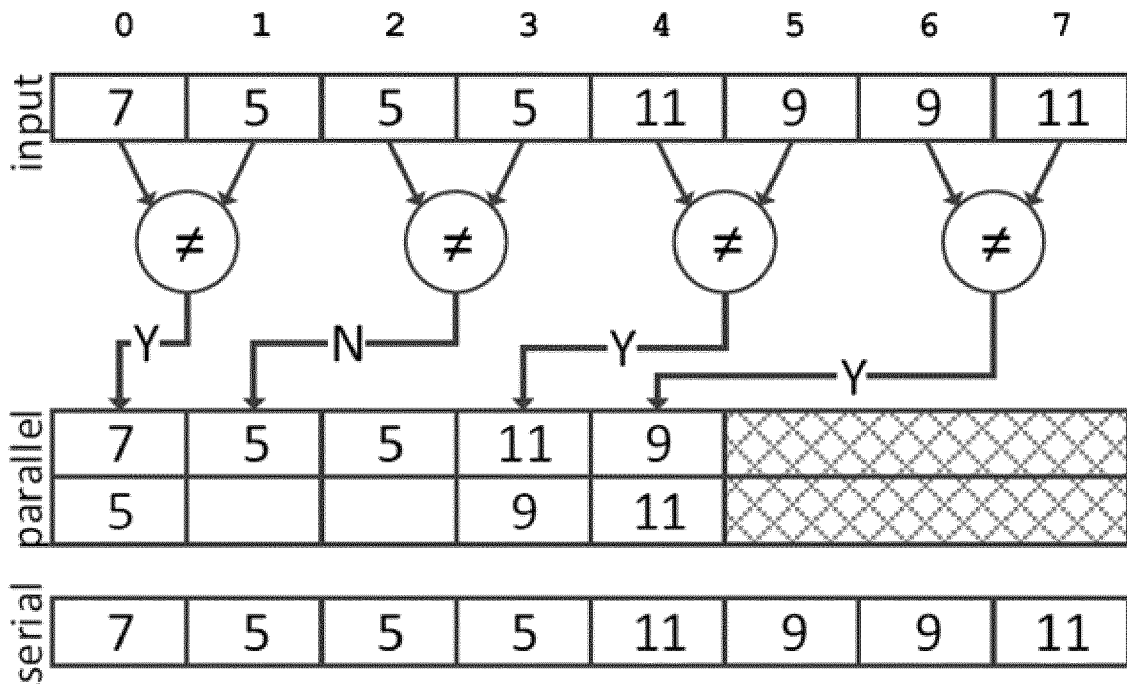 0 1 2 3 4 5 6 7
input 7 5 5 5 11 9 9 11
≠ ≠ ≠ ≠
Y N Y Y
parallel 7 5 5 11 9
5 9 11
serial 7 5 5 5 11 9 9 11